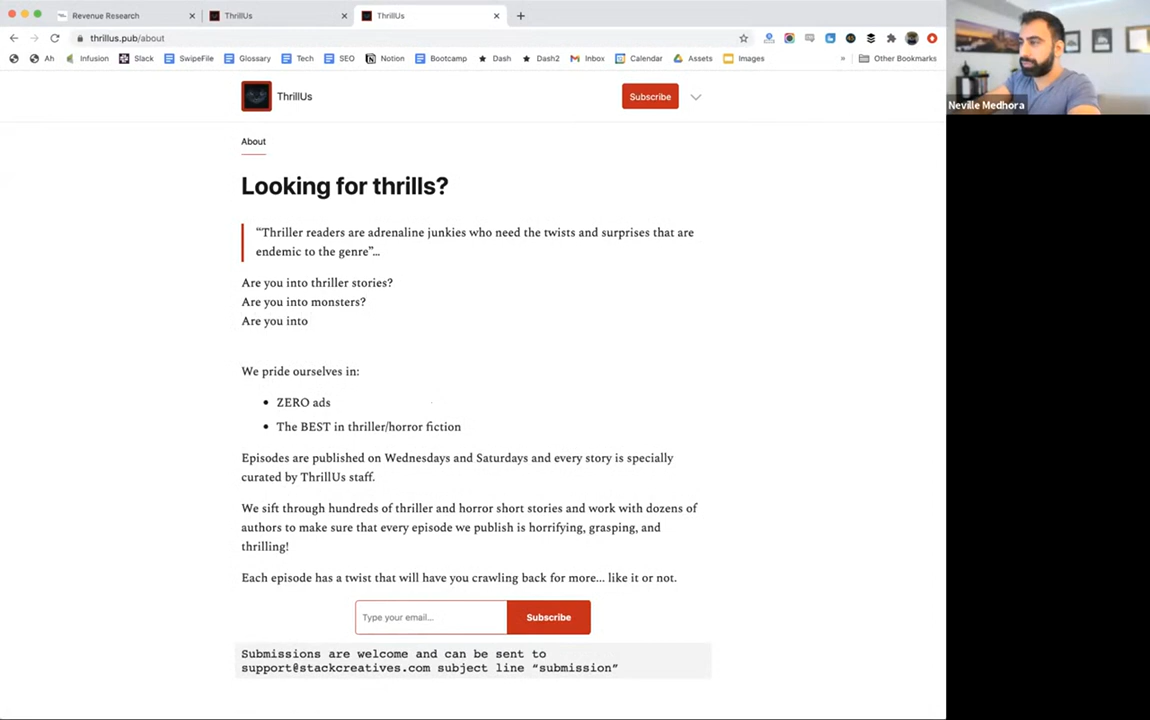 Revenue Research
ThrillUs
ThrillUs
thrillus.pub/about
Ah
Infusion
Slack
SwipeFile
Glossary
Tech
SEO
Notion
Bootcamp
Dash
Dash2
Inbox
Calendar
Assets
Images
»
Other Bookmarks
Neville Medhora
ThrillUs
Subscribe
About
Looking for thrills?
“Thriller readers are adrenaline junkies who need the twists and surprises that are
endemic to the genre”...
Are you into thriller stories?
Are you into monsters?
Are you into
We pride ourselves in:
• ZERO ads
• The BEST in thriller/horror fiction
Episodes are published on Wednesdays and Saturdays and every story is specially
curated by ThrillUs staff.
We sift through hundreds of thriller and horror short stories and work with dozens of
authors to make sure that every episode we publish is horrifying, grasping, and
thrilling!
Each episode has a twist that will have you crawling back for more... like it or not.
Type your email...
Subscribe
Submissions are welcome and can be sent to
support@stackcreatives.com subject line “submission”